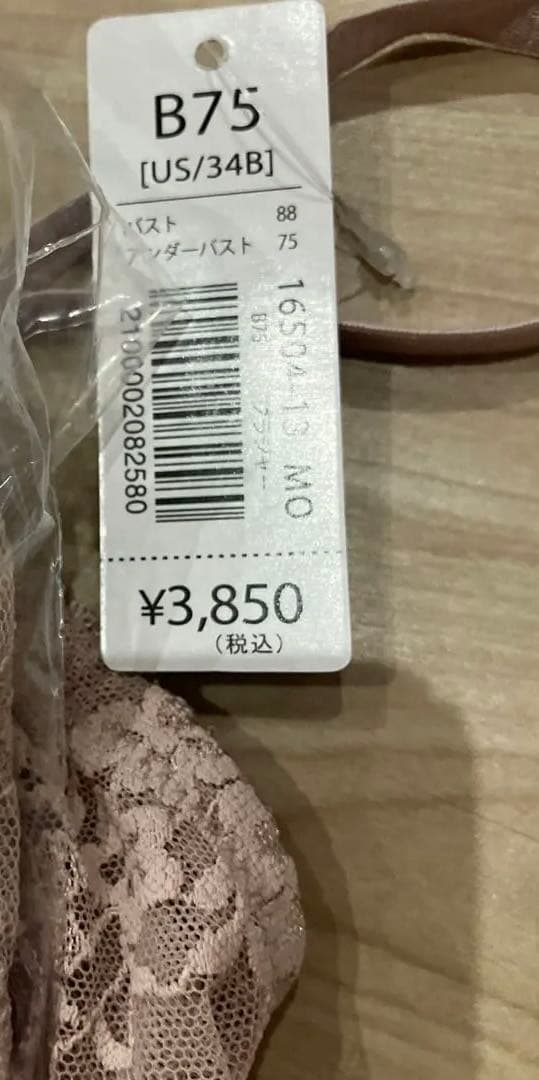 B75
[US/34B]
バスト 88
アンダーバスト 75
16504-13 MO
B75 ブラジャー
2100002082580
¥3,850
(税込)